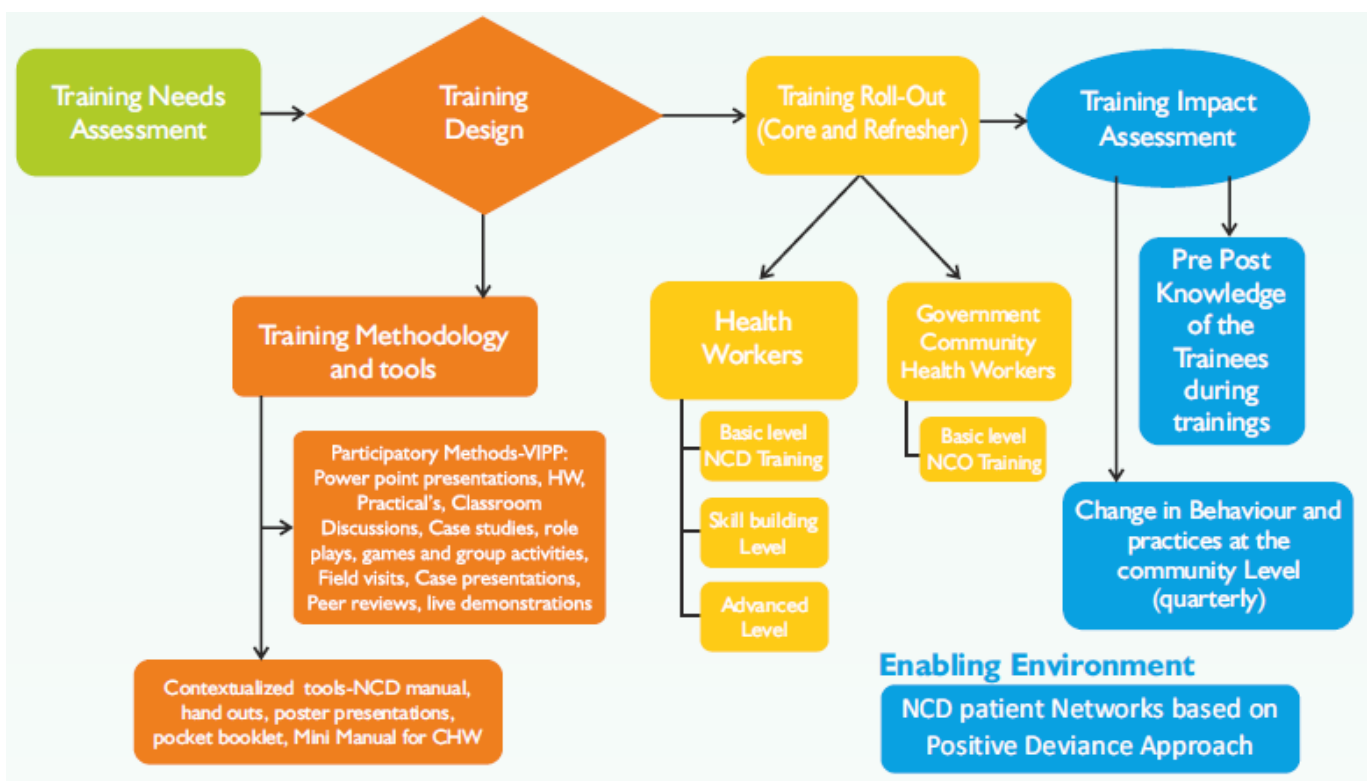 Training Needs
Assessment
Training
Design
Training Roll-Out
(Core and Refresher)
Training Impact
Assessment
Training Methodology
and tools
Participatory Methods-VIPP:
Power point presentations, HW,
Practical's, Classroom
Discussions, Case studies, role
plays, games and group activities,
Field visits, Case presentations,
Peer reviews, live demonstrations
Contextualized tools-NCD manual,
hand outs, poster presentations,
pocket booklet, Mini Manual for CHW
Health
Workers
Basic level
NCD Training
Skill building
Level
Advanced
Level
Government
Community
Health Workers
Basic level
NCO Training
Pre Post
Knowledge
of the
Trainees
during
trainings
Change in Behaviour and
practices at the
community Level
(quarterly)
Enabling Environment
NCD patient Networks based on
Positive Deviance Approach